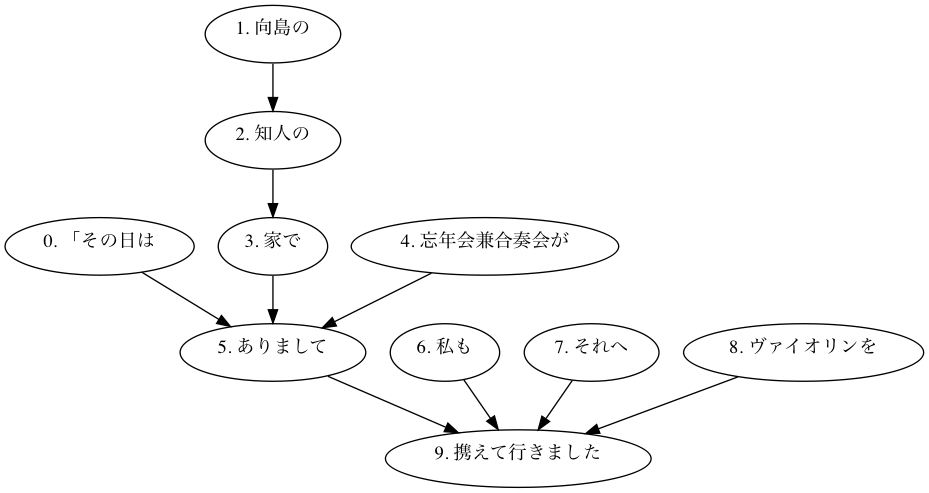 1. 向島の
2. 知人の
0. 「その日は
3. 家で
4. 忘年会兼合奏会が
5. ありまして
6. 私も
7. それへ
8. ヴァイオリンを
9. 携えて行きました